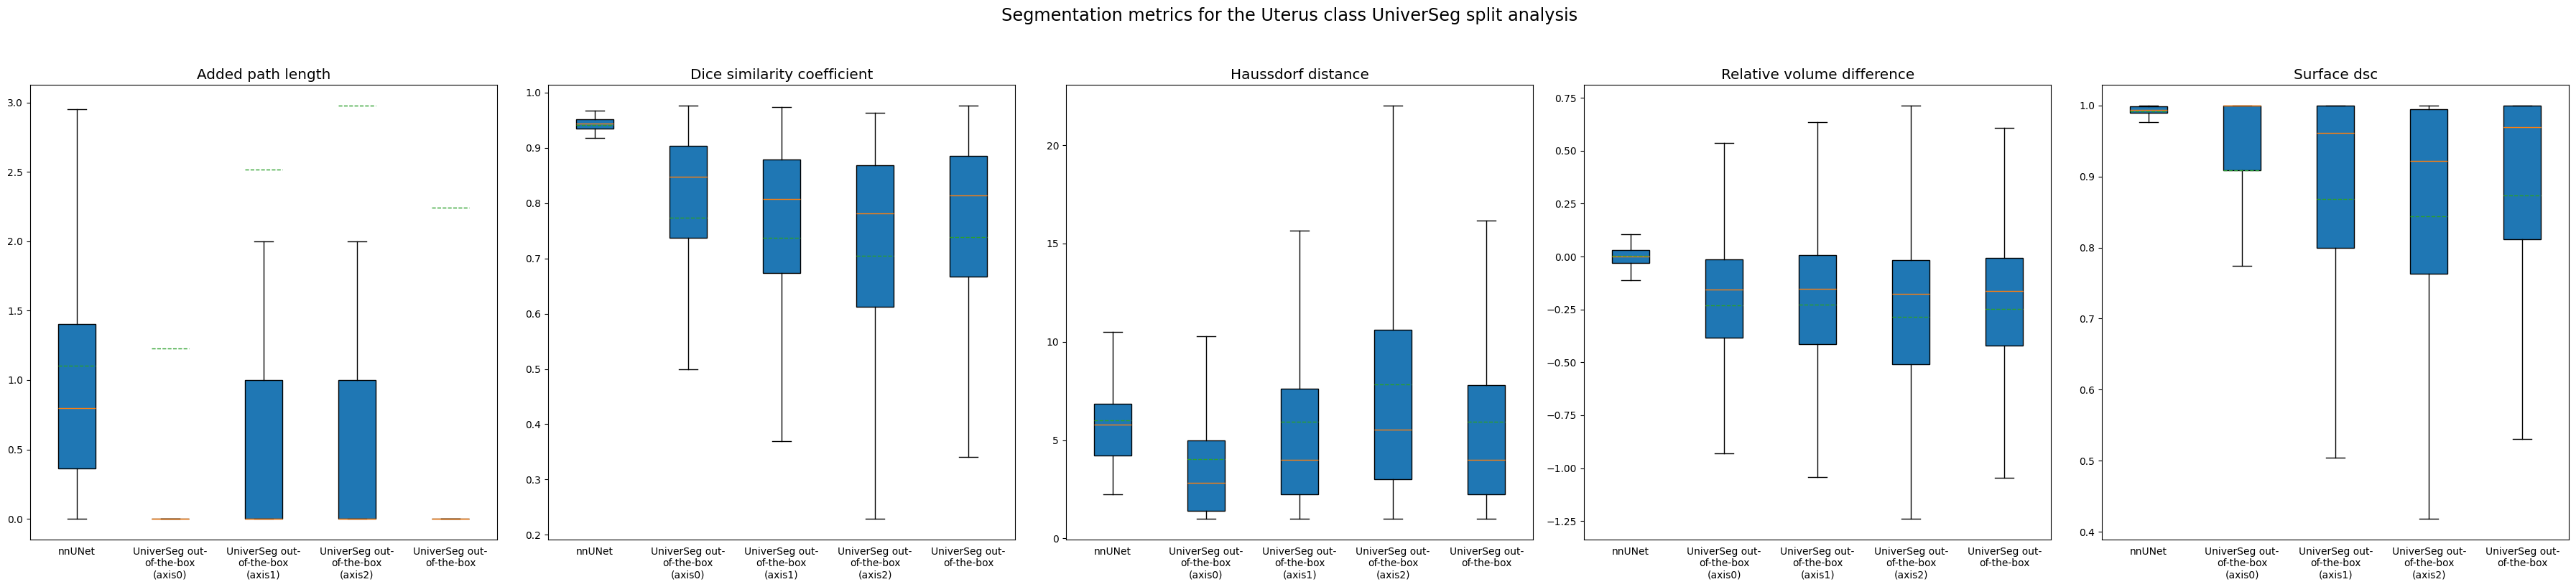 Segmentation metrics for the Uterus class UniverSeg split analysis
Added path length
3.0
2.5
2.0
1.5
1.0
0.5
0.0
nnUNet
UniverSeg out-
of-the-box
(axis0)
UniverSeg out-
of-the-box
(axis1)
UniverSeg out-
of-the-box
(axis2)
UniverSeg out-
of-the-box
Dice similarity coefficient
1.0
0.9
0.8
0.7
0.6
0.5
0.4
0.3
0.2
nnUNet
UniverSeg out-
of-the-box
(axis0)
UniverSeg out-
of-the-box
(axis1)
UniverSeg out-
of-the-box
(axis2)
UniverSeg out-
of-the-box
Haussdorf distance
20
15
10
5
0
nnUNet
UniverSeg out-
of-the-box
(axis0)
UniverSeg out-
of-the-box
(axis1)
UniverSeg out-
of-the-box
(axis2)
UniverSeg out-
of-the-box
Relative volume difference
0.75
0.50
0.25
0.00
−0.25
−0.50
−0.75
−1.00
−1.25
nnUNet
UniverSeg out-
of-the-box
(axis0)
UniverSeg out-
of-the-box
(axis1)
UniverSeg out-
of-the-box
(axis2)
UniverSeg out-
of-the-box
Surface dsc
1.0
0.9
0.8
0.7
0.6
0.5
0.4
nnUNet
UniverSeg out-
of-the-box
(axis0)
UniverSeg out-
of-the-box
(axis1)
UniverSeg out-
of-the-box
(axis2)
UniverSeg out-
of-the-box